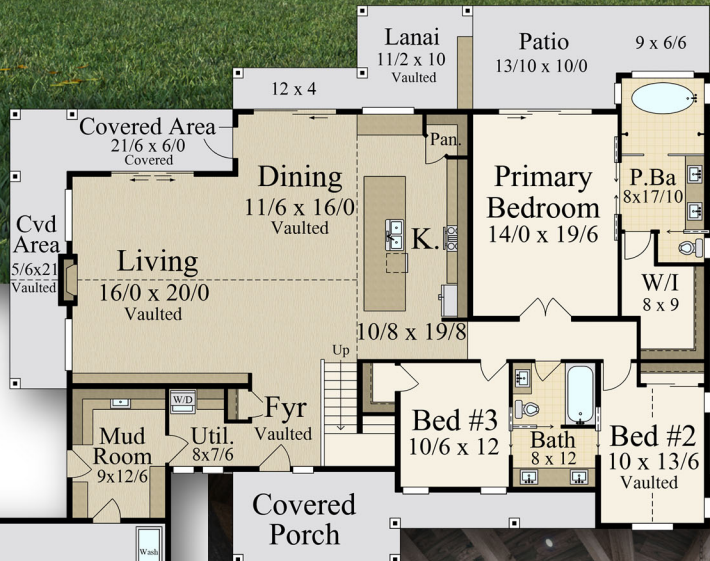 Lanai
11/2 x 10
Vaulted
Patio
13/10 x 10/0
9 x 6/6
12 x 4
Covered Area
21/6 x 6/0
Covered
Pan.
Dining
11/6 x 16/0
Vaulted
Primary
Bedroom
14/0 x 19/6
P.Ba
8x17/10
Cvd
Area
5/6x21
Vaulted
K.
Living
16/0 x 20/0
Vaulted
W/I
8 x 9
10/8 x 19/8
Up
W/D
Fyr
Vaulted
Mud
Room
9x12/6
Util.
8x7/6
Bed #3
10/6 x 12
Bath
8 x 12
Bed #2
10 x 13/6
Vaulted
Covered
Porch
Wash